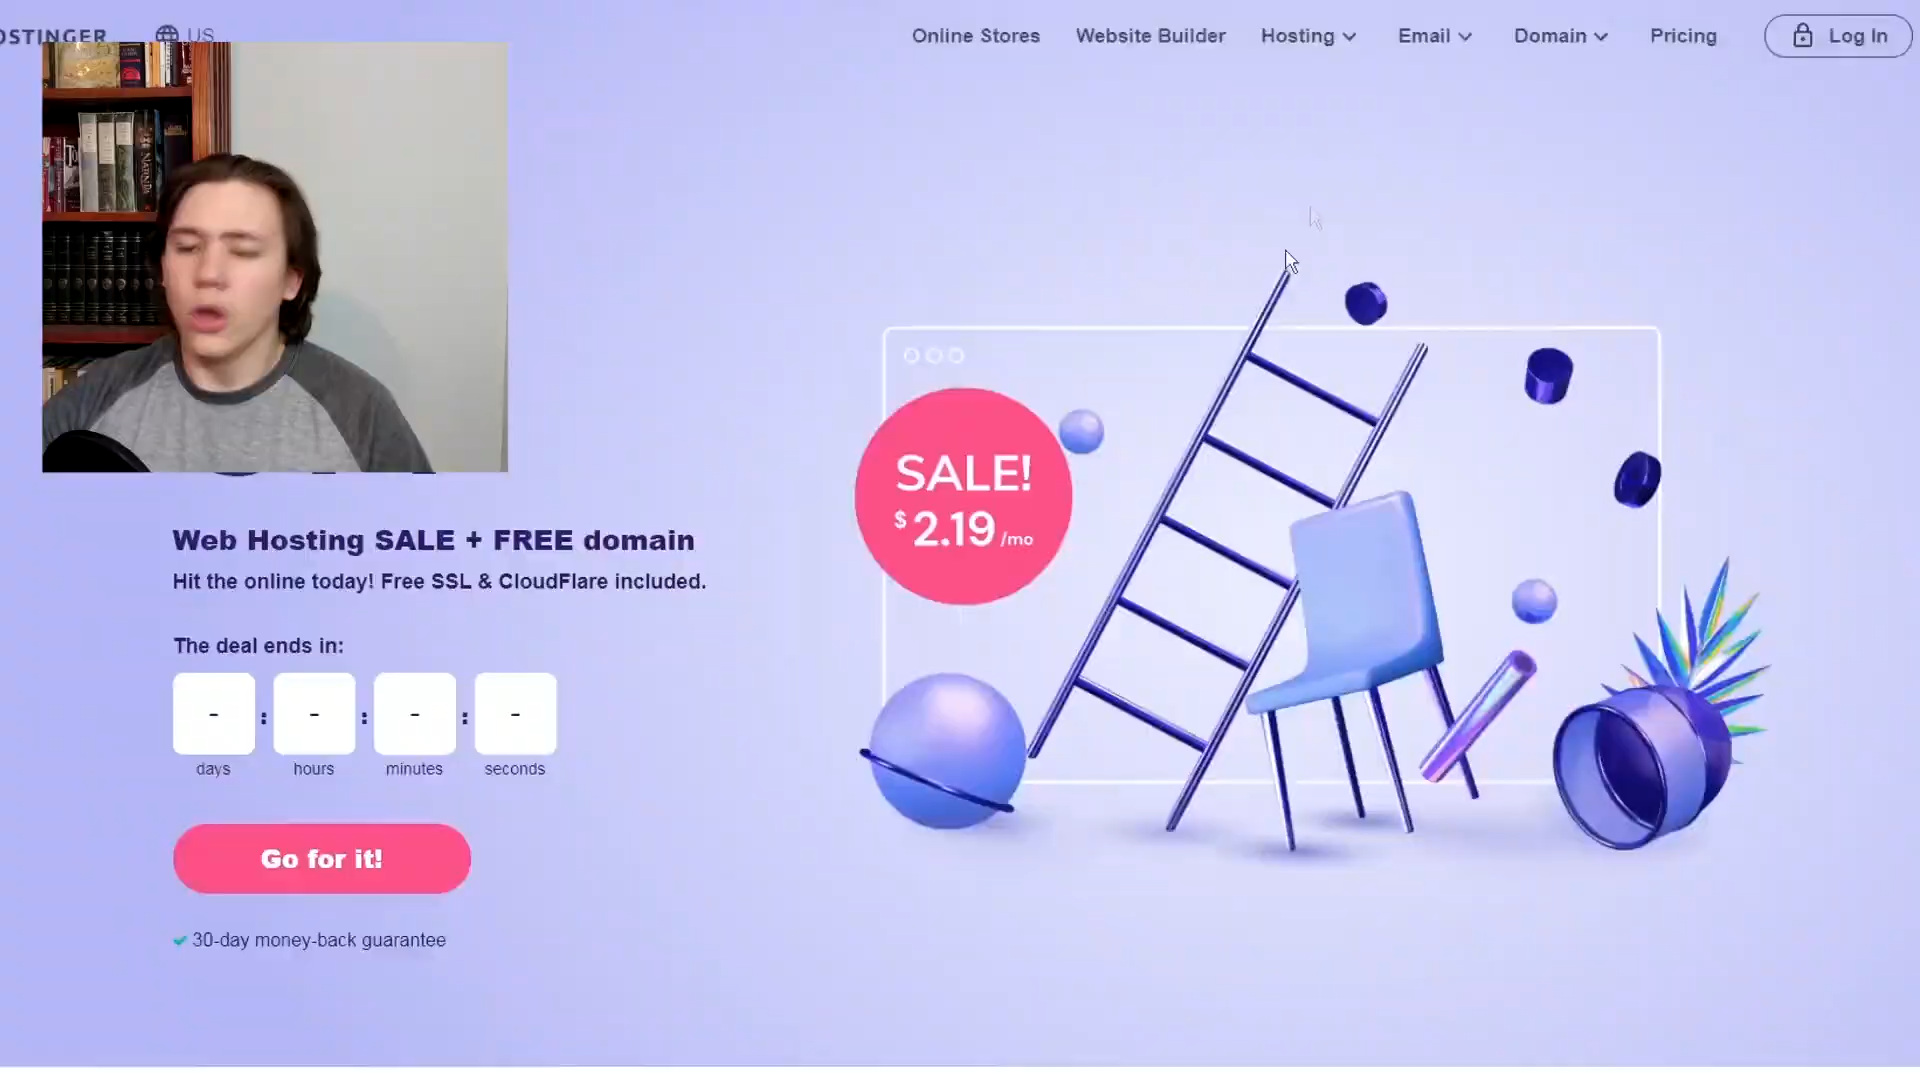 OSTINGER
US
Online Stores
Website Builder
Hosting
Email
Domain
Pricing
Log In
NARNIA
SALE!
$2.19/mo
Web Hosting SALE + FREE domain
Hit the online today! Free SSL & CloudFlare included.
The deal ends in:
- : - : - : -
days hours minutes seconds
Go for it!
30-day money-back guarantee